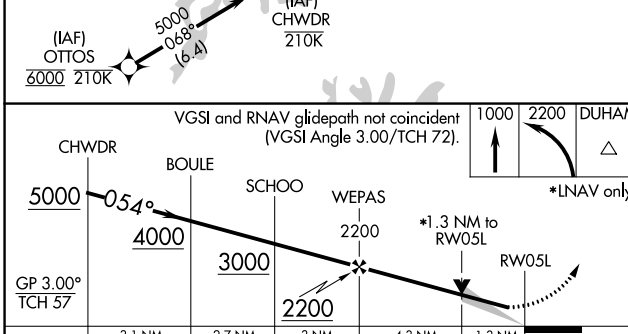 (IAF)
CHWDR
210K
5000
068°
(6.4)
(IAF)
OTTOS
6000 210K
VGSI and RNAV glidepath not coincident
(VGSI Angle 3.00/TCH 72).
1000
2200
DUHAM
*LNAV only
CHWDR
BOULE
SCHOO
WEPAS
2200
*1.3 NM to
RW05L
RW05L
5000
054°
4000
3000
2200
GP 3.00°
TCH 57